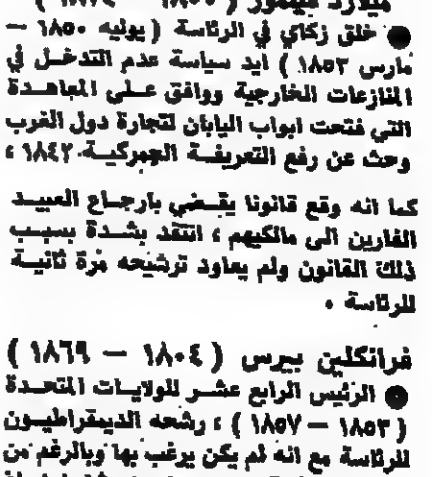 ميلارد فيلمور (
● خلق زكاي في الرئاسة ( يوليه ١٨٥٠ —
مارس ١٨٥٣ ) ايد سياسة عدم التدخل في
المنازعات الخارجية ووافق على المعاهدة
التي فتحت ابواب اليابان لتجارة دول الغرب
وحث عن رفع التعريفة الجمركية ١٨٤٢ ،
كما انه وقع قانونا يقضي بارجاع العبيد
الفارين الى مالكيهم ، انتقد بشدة بسبب
ذلك القانون ولم يعاود ترشيحه مرة ثانية
للرئاسة .
فرانكلين بيرس ( ١٨٠٤ — ١٨٦٩ )
● الرئيس الرابع عشر للولايات المتحدة
( ١٨٥٣ — ١٨٥٧ ) ، رشحه الديمقراطيون
للرئاسة مع انه لم يكن يرغب بها وبالرغم من